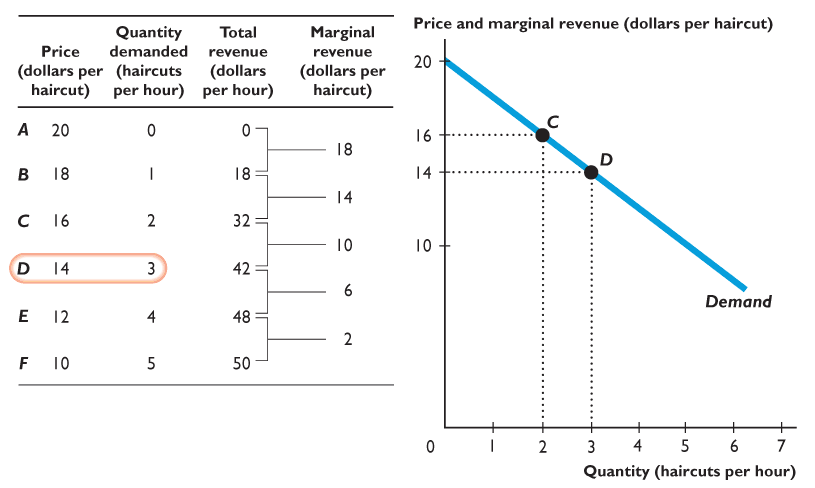 Price
(dollars per
haircut)
Quantity
demanded
(haircuts
per hour)
Total
revenue
(dollars
per hour)
Marginal
revenue
(dollars per
haircut)
A 20 0 0
18
B 18 1 18
14
C 16 2 32
10
D 14 3 42
6
E 12 4 48
2
F 10 5 50
Price and marginal revenue (dollars per haircut)
20
16
14
10
C
D
Demand
0 1 2 3 4 5 6 7
Quantity (haircuts per hour)